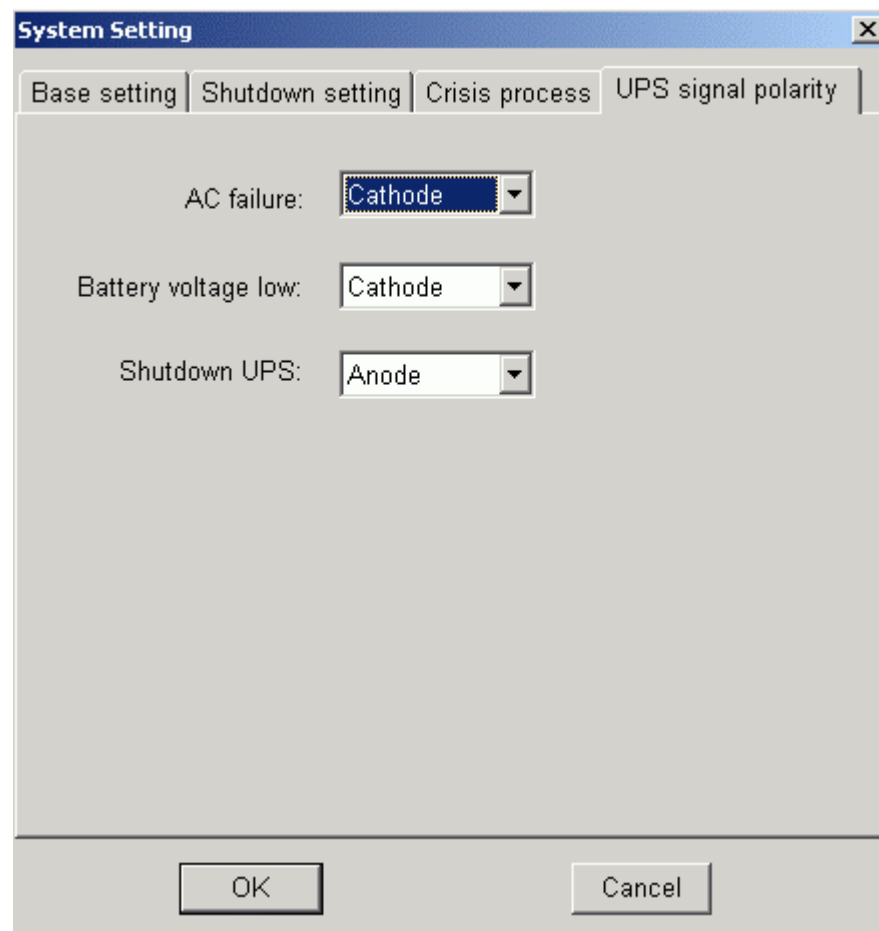 System Setting
Base setting Shutdown setting Crisis process UPS signal polarity
AC failure: Cathode
Battery voltage low: Cathode
Shutdown UPS: Anode
OK Cancel